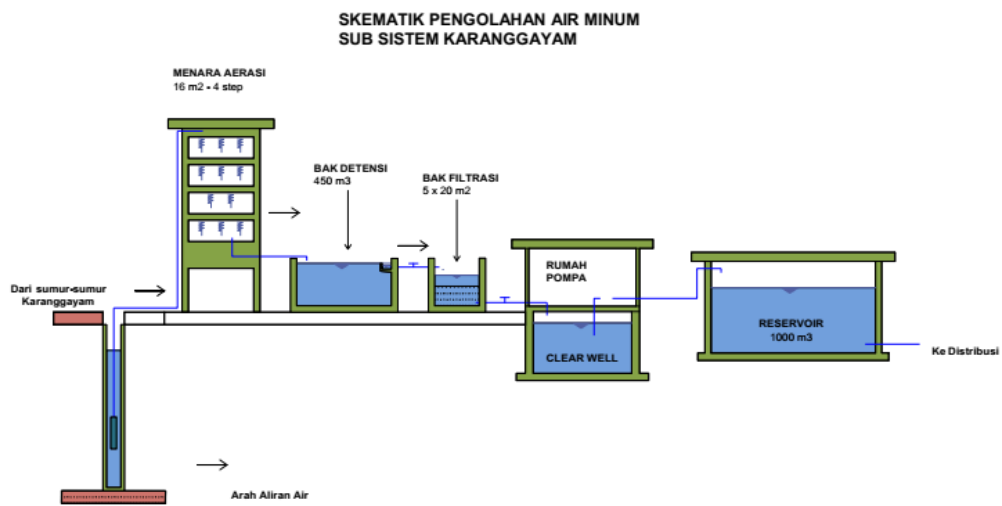 SKEMATIK PENGOLAHAN AIR MINUM
SUB SISTEM KARANGGAYAM
MENARA AERASI
16 m2 - 4 step
BAK DETENSI
450 m3
BAK FILTRASI
5 x 20 m2
RUMAH
POMPA
Dari sumur-sumur
Karanggayam
RESERVOIR
1000 m3
CLEAR WELL
Ke Distribusi
Arah Aliran Air